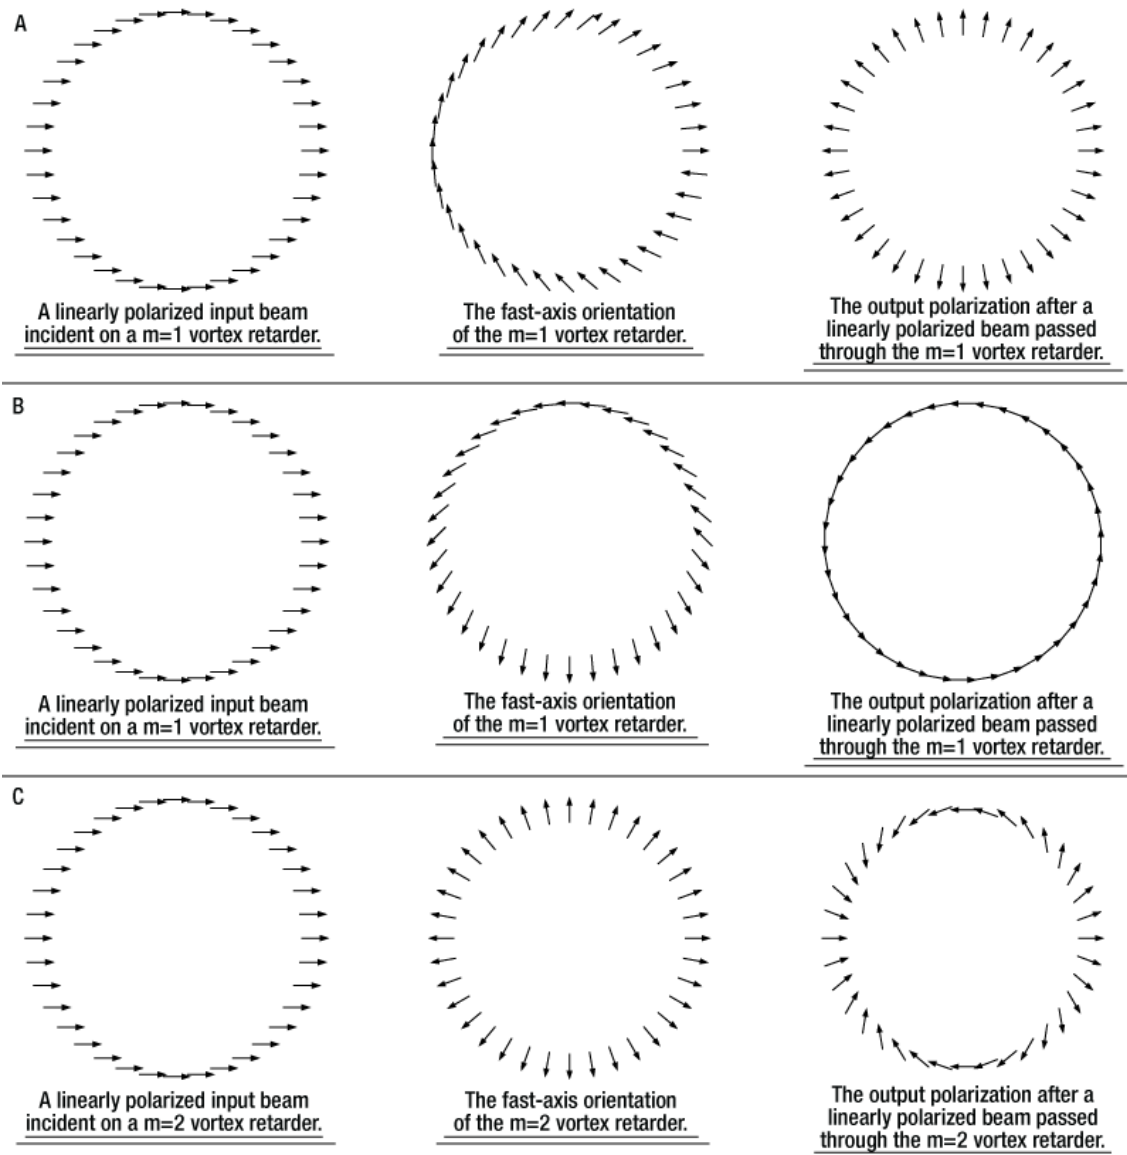 A
A linearly polarized input beam
incident on a m=1 vortex retarder.
The fast-axis orientation
of the m=1 vortex retarder.
The output polarization after a
linearly polarized beam passed
through the m=1 vortex retarder.
B
A linearly polarized input beam
incident on a m=1 vortex retarder.
The fast-axis orientation
of the m=1 vortex retarder.
The output polarization after a
linearly polarized beam passed
through the m=1 vortex retarder.
C
A linearly polarized input beam
incident on a m=2 vortex retarder.
The fast-axis orientation
of the m=2 vortex retarder.
The output polarization after a
linearly polarized beam passed
through the m=2 vortex retarder.